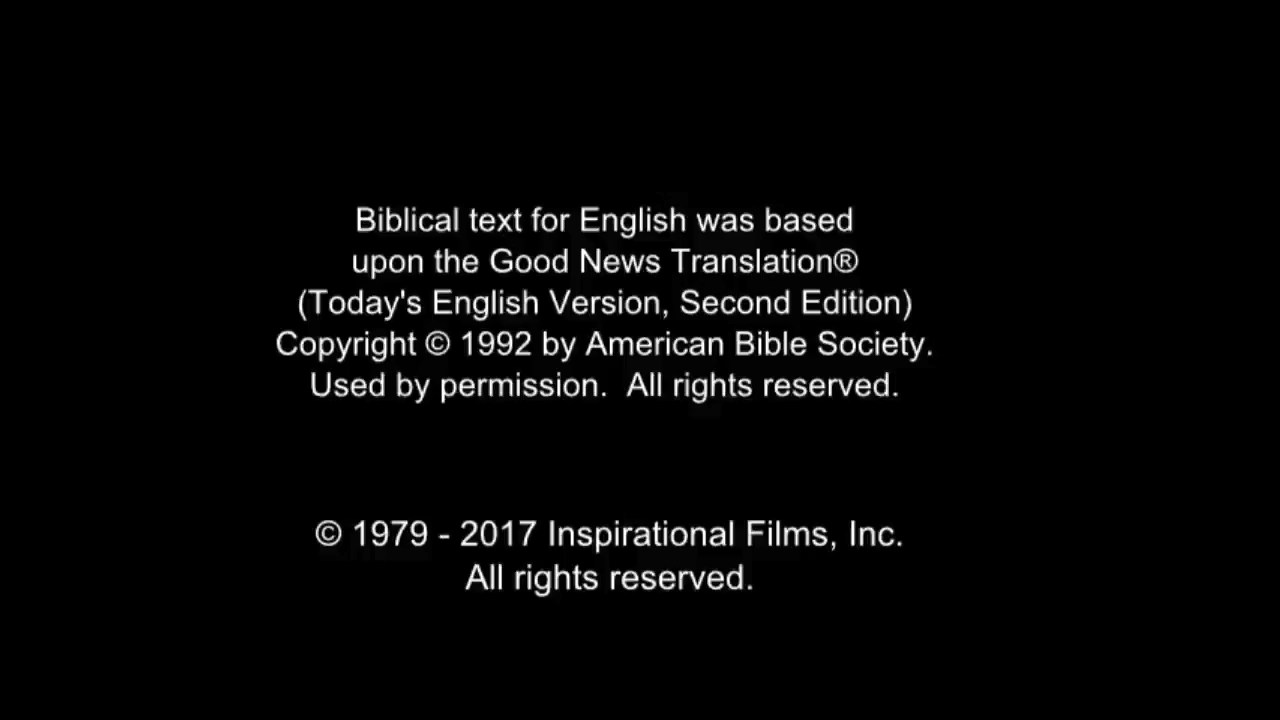 Biblical text for English was based
upon the Good News Translation®
(Today's English Version, Second Edition)
Copyright © 1992 by American Bible Society.
Used by permission.  All rights reserved.
© 1979 - 2017 Inspirational Films, Inc.
All rights reserved.